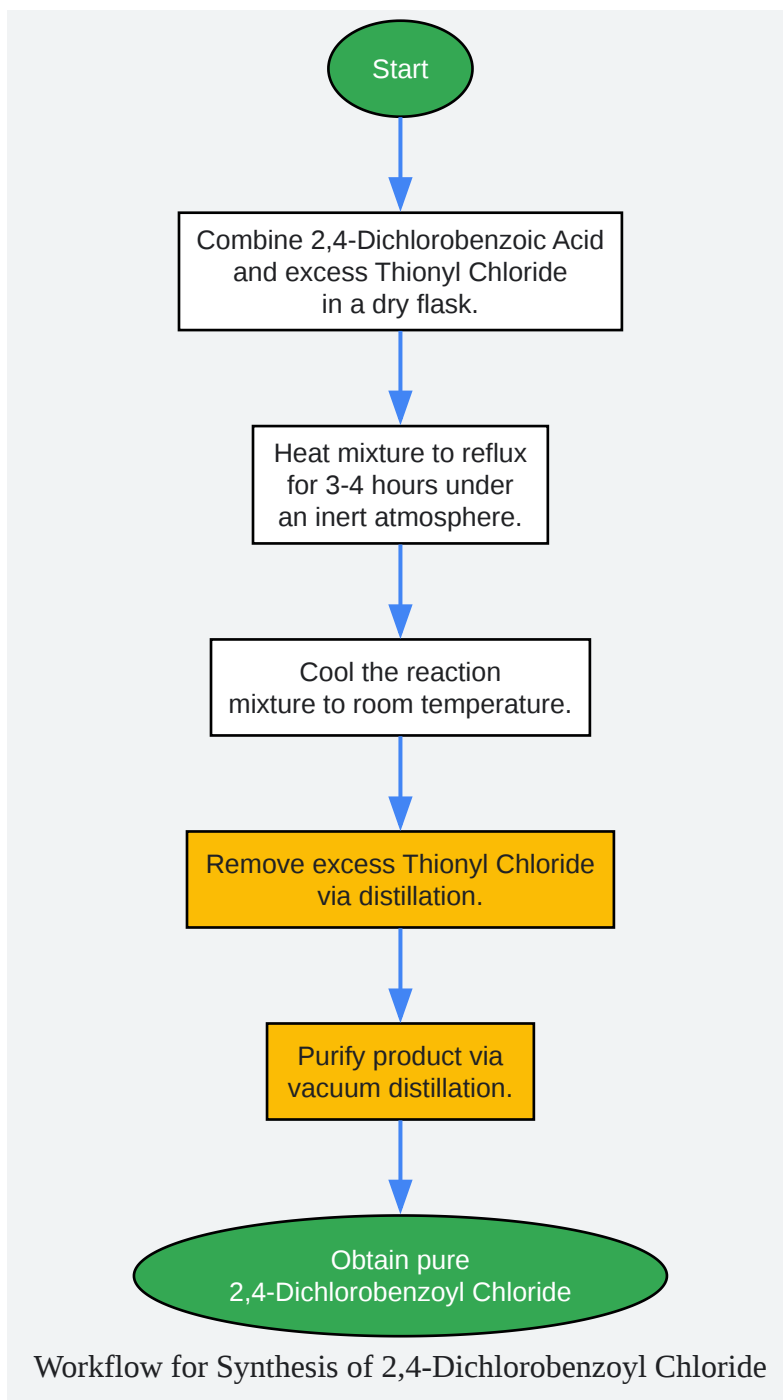 Start
Combine 2,4-Dichlorobenzoic Acid
and excess Thionyl Chloride
in a dry flask.
Heat mixture to reflux
for 3-4 hours under
an inert atmosphere.
Cool the reaction
mixture to room temperature.
Remove excess Thionyl Chloride
via distillation.
Purify product via
vacuum distillation.
Obtain pure
2,4-Dichlorobenzoyl Chloride
Workflow for Synthesis of 2,4-Dichlorobenzoyl Chloride